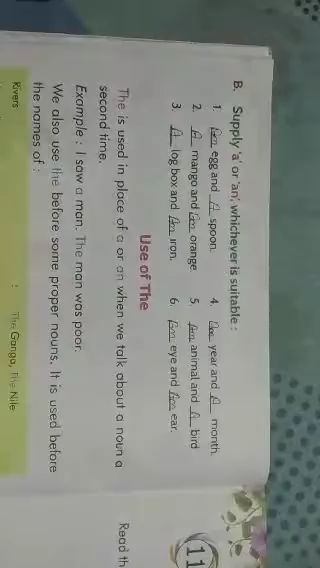 B. Supply 'a' or 'an', whichever is suitable :
1. An egg and A spoon.
2. A mango and An orange
3. A log box and An iron.
4. An year and A month.
5. An animal and A bird
6. An eye and An ear.
Use of The
The is used in place of a or an when we talk about a noun a
second time.
Example : I saw a man. The man was poor.
We also use the before some proper nouns. It is used before
the names of :
Rivers : The Ganga, The Nile
11
Read th